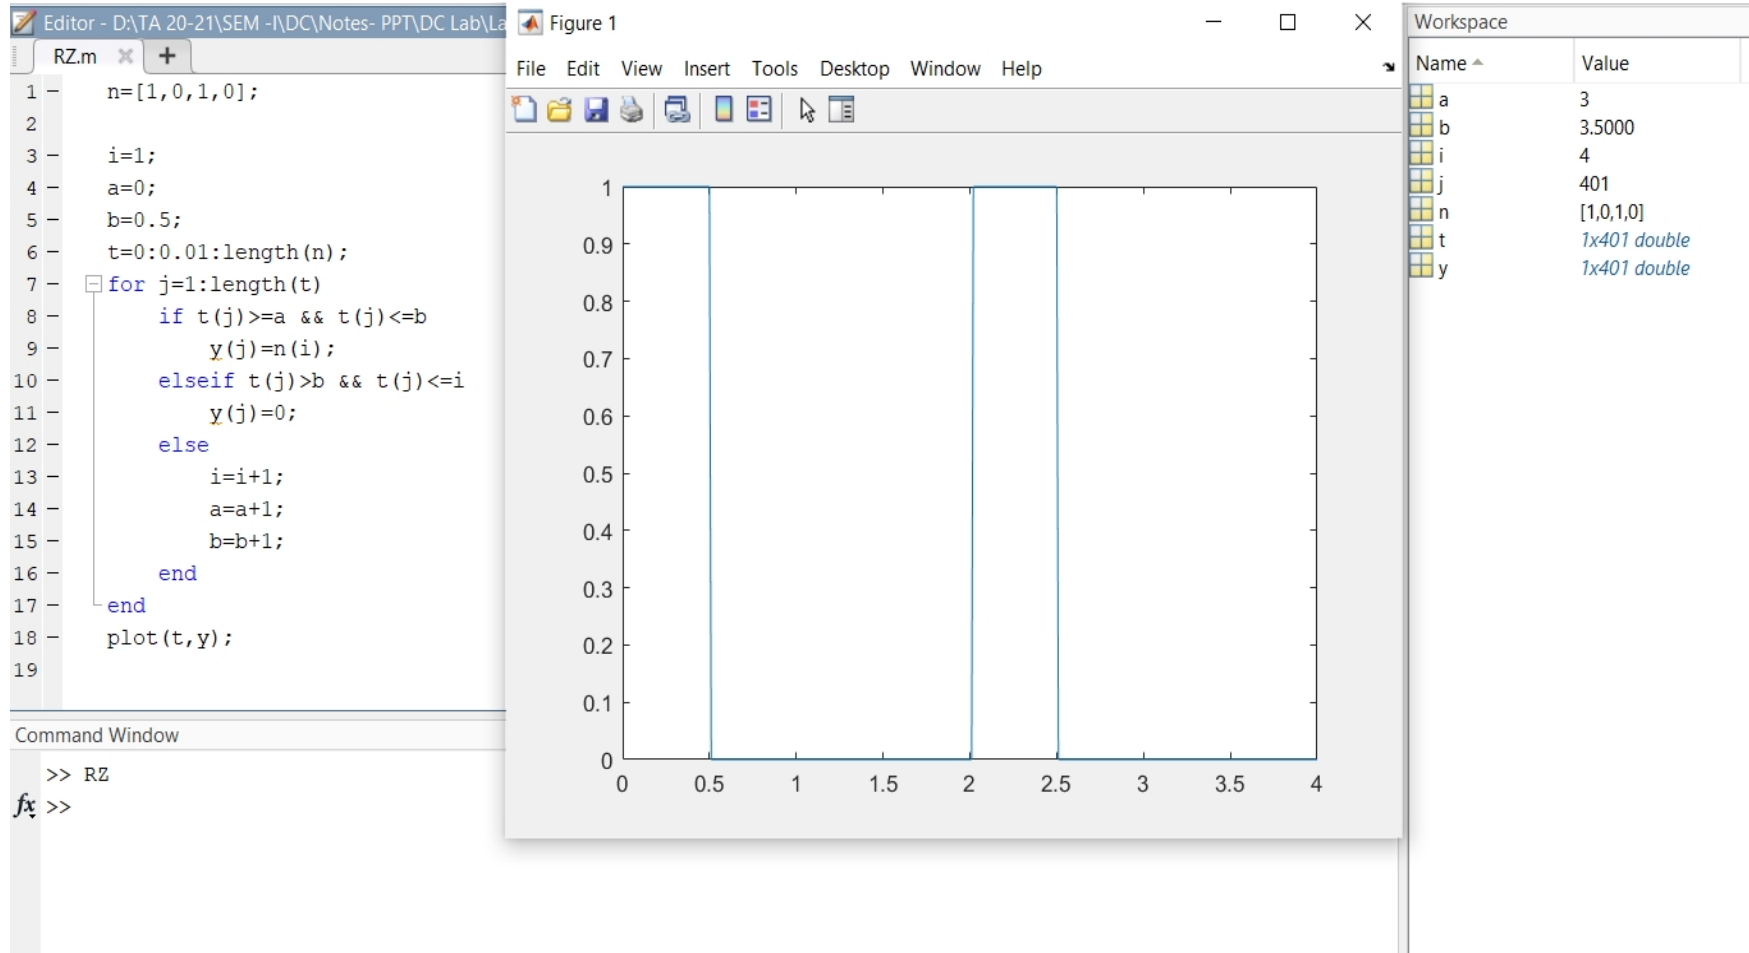 Editor - D:\TA 20-21\SEM -I\DC\Notes- PPT\DC Lab\La
RZ.m
1 n=[1,0,1,0];
2
3 i=1;
4 a=0;
5 b=0.5;
6 t=0:0.01:length(n);
7 for j=1:length(t)
8 if t(j)>=a && t(j)<=b
9 y(j)=n(i);
10 elseif t(j)>b && t(j)<=i
11 y(j)=0;
12 else
13 i=i+1;
14 a=a+1;
15 b=b+1;
16 end
17 end
18 plot(t,y);
19
Command Window
>> RZ
fx >>
Figure 1
File Edit View Insert Tools Desktop Window Help
1
0.9
0.8
0.7
0.6
0.5
0.4
0.3
0.2
0.1
0
0 0.5 1 1.5 2 2.5 3 3.5 4
Workspace
Name Value
a 3
b 3.5000
i 4
j 401
n [1,0,1,0]
t 1x401 double
y 1x401 double